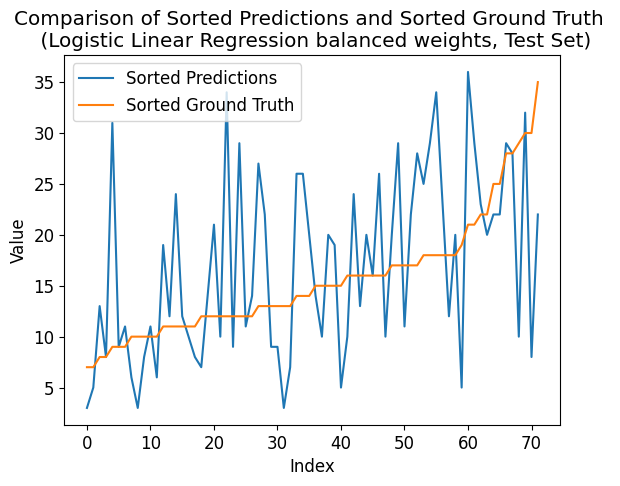 Comparison of Sorted Predictions and Sorted Ground Truth
(Logistic Linear Regression balanced weights, Test Set)
Sorted Predictions
Sorted Ground Truth
35
30
25
20
15
10
5
Value
0 10 20 30 40 50 60 70
Index